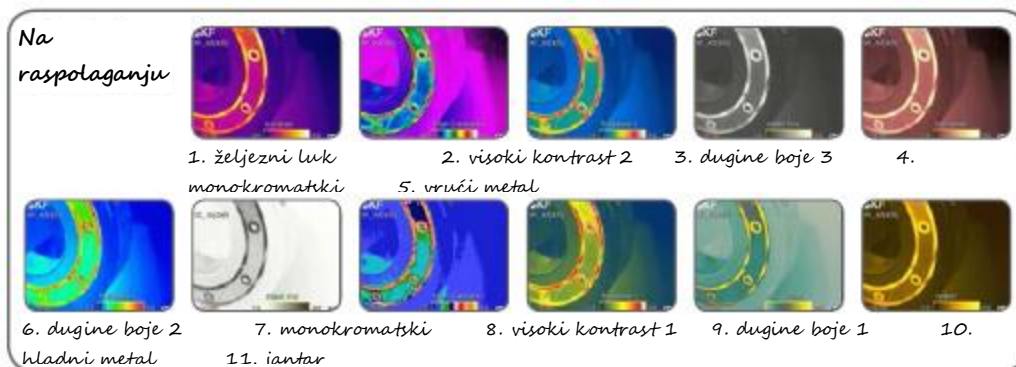 Na
raspolaganju
1. željezni luk 2. visoki kontrast 2 3. dugine boje 3 4.
monokromatski 5. vrući metal
6. dugine boje 2 7. monokromatski 8. visoki kontrast 1 9. dugine boje 1 10.
hladni metal 11. jantar